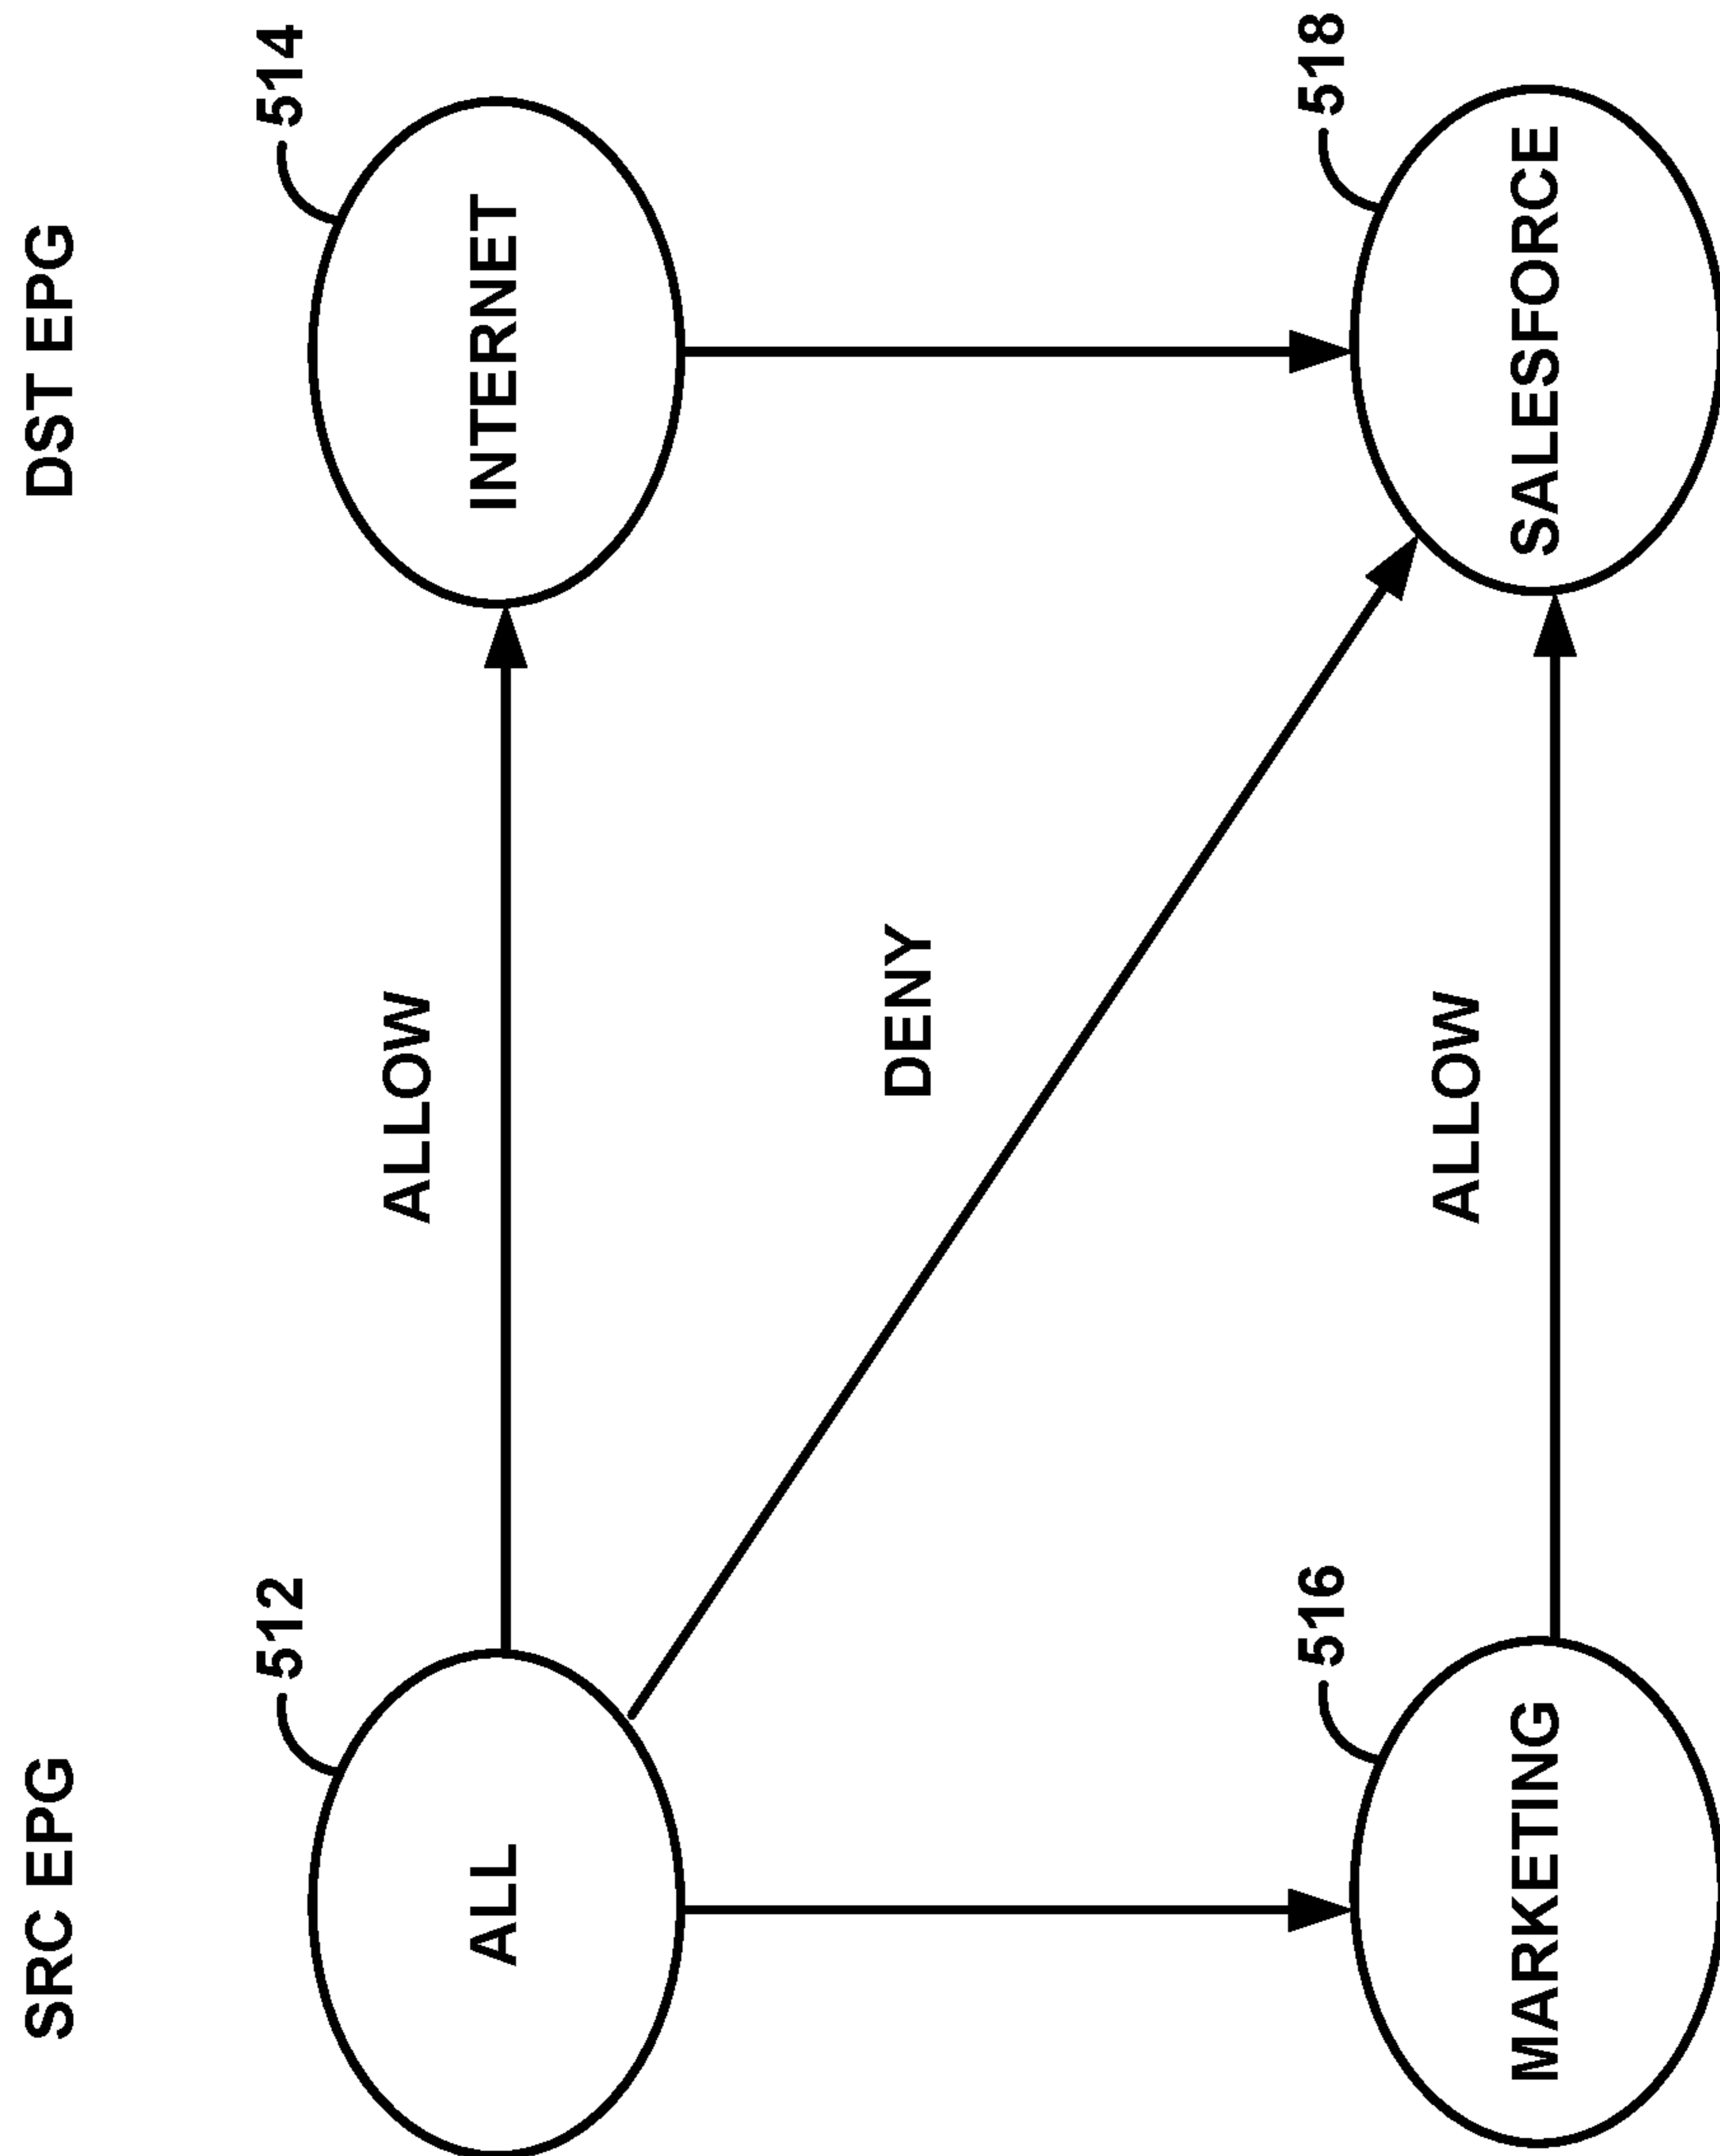 SRC EPG
DST EPG
512
514
ALL
ALLOW
INTERNET
DENY
516
518
MARKETING
ALLOW
SALESFORCE